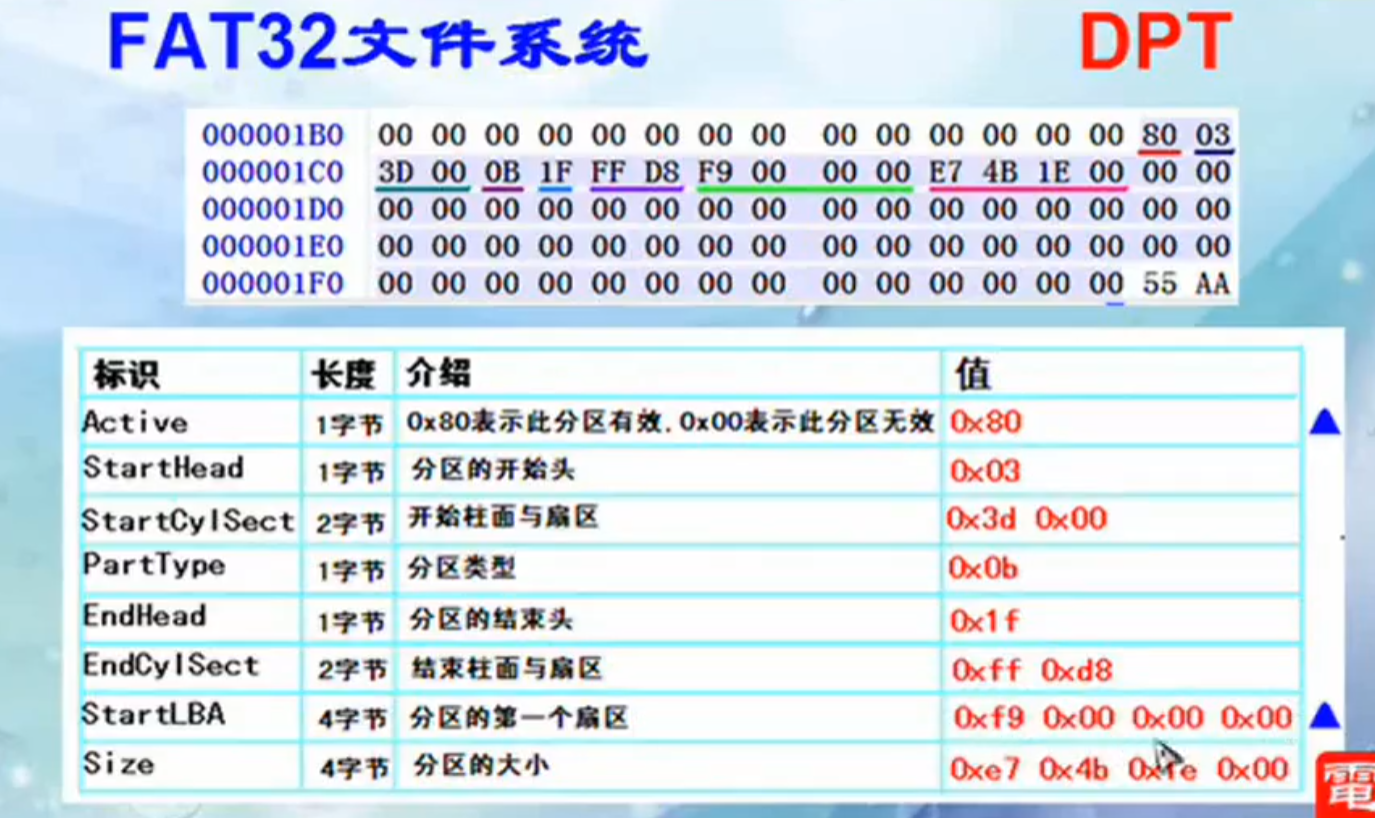 FAT32文件系统 DPT
000001B0 00 00 00 00 00 00 00 00 00 00 00 00 00 00 80 03
000001C0 3D 00 0B 1F FF D8 F9 00 00 00 E7 4B 1E 00 00 00
000001D0 00 00 00 00 00 00 00 00 00 00 00 00 00 00 00 00
000001E0 00 00 00 00 00 00 00 00 00 00 00 00 00 00 00 00
000001F0 00 00 00 00 00 00 00 00 00 00 00 00 00 00 55 AA
标识 长度 介绍 值
Active 1字节 0x80表示此分区有效,0x00表示此分区无效 0x80
StartHead 1字节 分区的开始头 0x03
StartCylSect 2字节 开始柱面与扇区 0x3d 0x00
PartType 1字节 分区类型 0x0b
EndHead 1字节 分区的结束头 0x1f
EndCylSect 2字节 结束柱面与扇区 0xff 0xd8
StartLBA 4字节 分区的第一个扇区 0xf9 0x00 0x00 0x00
Size 4字节 分区的大小 0xe7 0x4b 0x1e 0x00
電